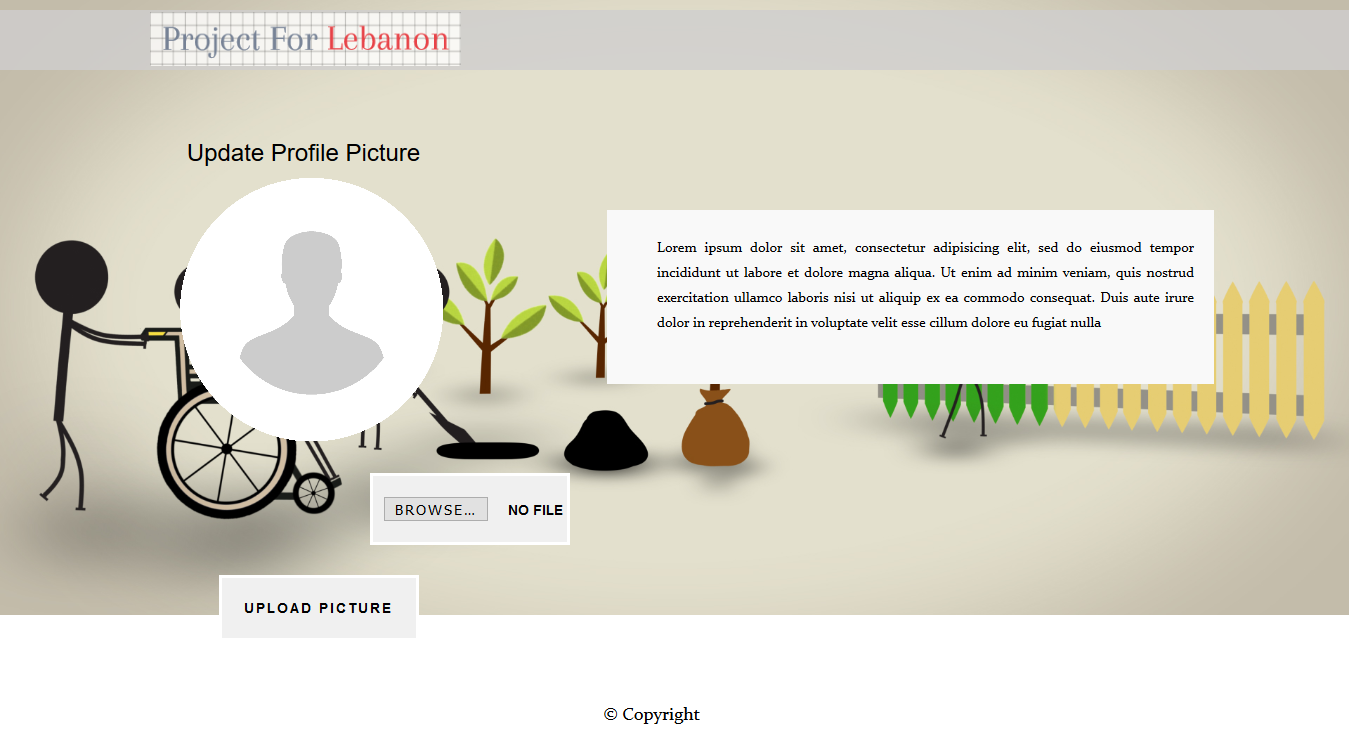 Project For Lebanon
Update Profile Picture
Lorem ipsum dolor sit amet, consectetur adipisicing elit, sed do eiusmod tempor
incididunt ut labore et dolore magna aliqua. Ut enim ad minim veniam, quis nostrud
exercitation ullamco laboris nisi ut aliquip ex ea commodo consequat. Duis aute irure
dolor in reprehenderit in voluptate velit esse cillum dolore eu fugiat nulla
BROWSE… NO FILE
UPLOAD PICTURE
© Copyright